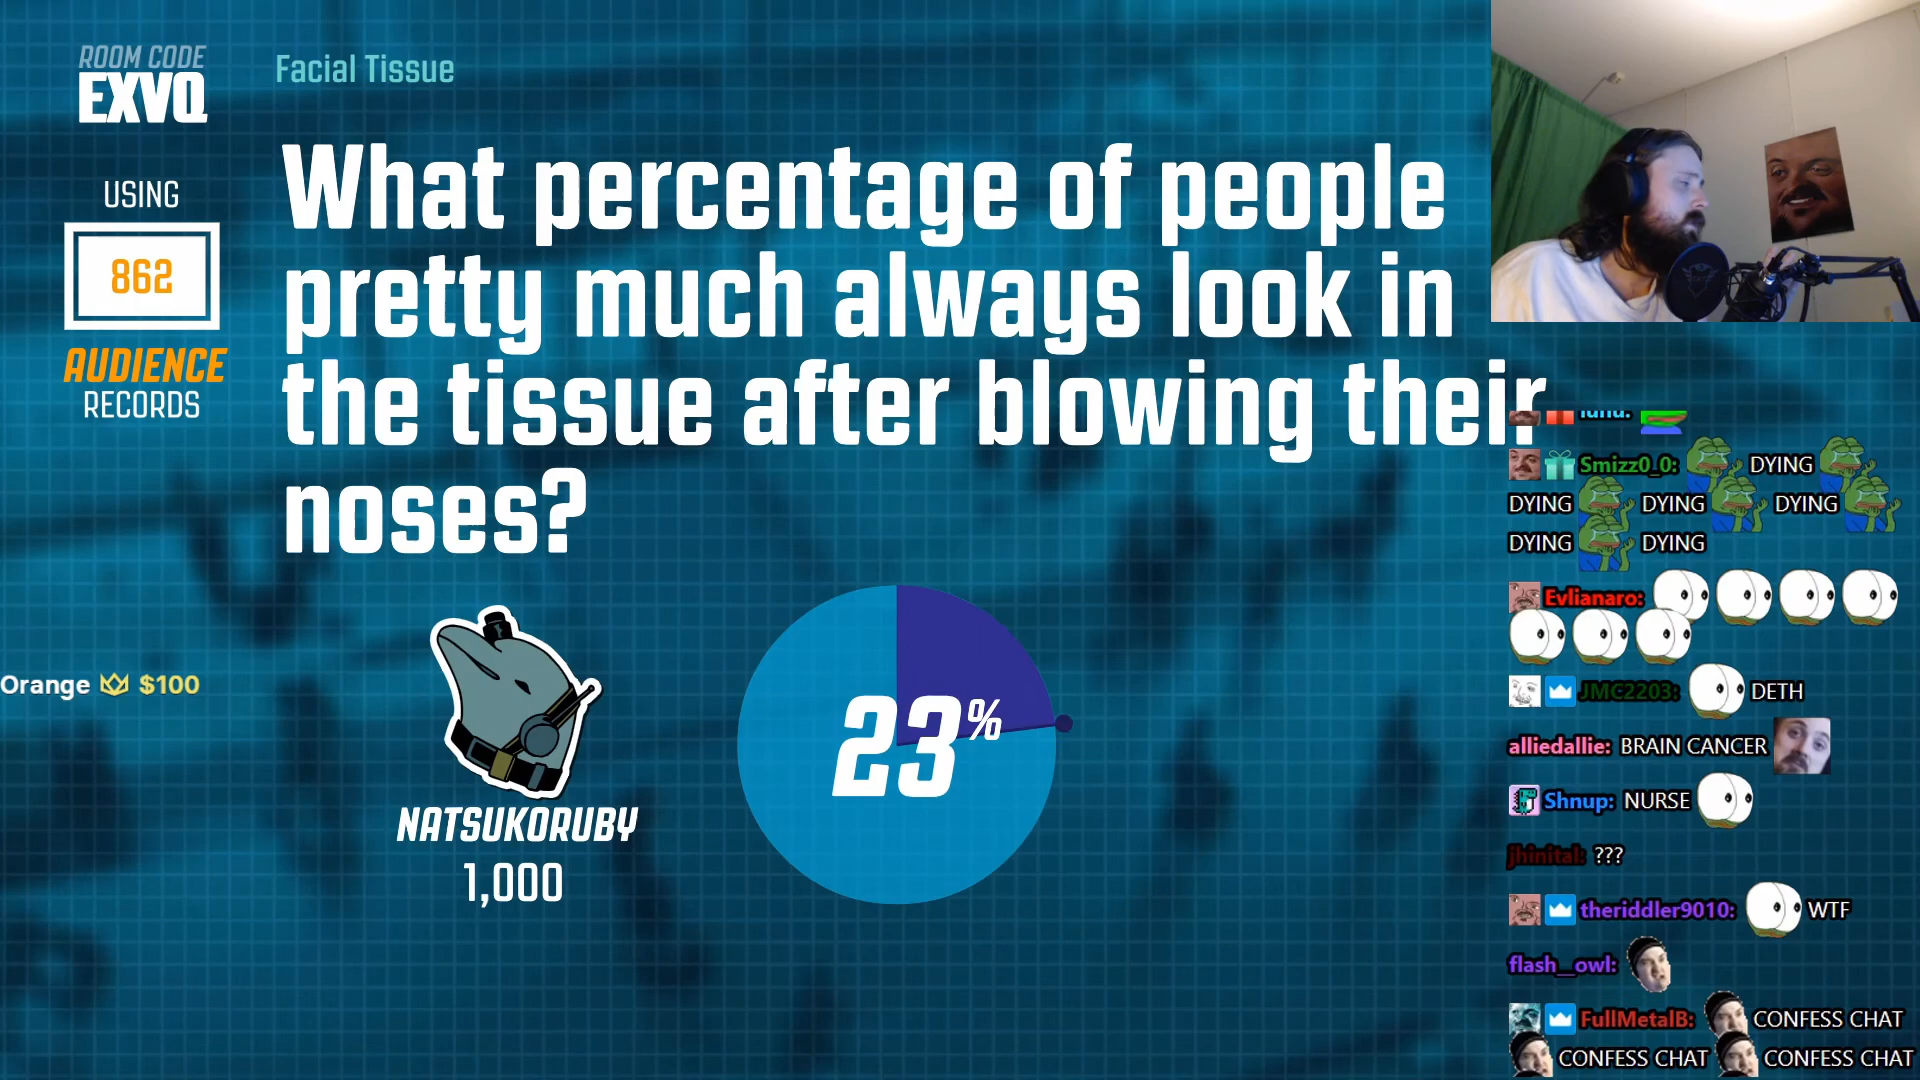 ROOM CODE
EXVQ
Facial Tissue
USING
862
AUDIENCE
RECORDS
What percentage of people
pretty much always look in
the tissue after blowing their
noses?
Orange $100
NATSUKORUBY
1,000
23%
Smizz0_0: DYING
DYING DYING DYING
DYING DYING
Evlianaro:
JMC2203: DETH
alliedallie: BRAIN CANCER
Shnup: NURSE
jhinital: ???
theriddler9010: WTF
flash__owl:
FullMetalB: CONFESS CHAT
CONFESS CHAT CONFESS CHAT